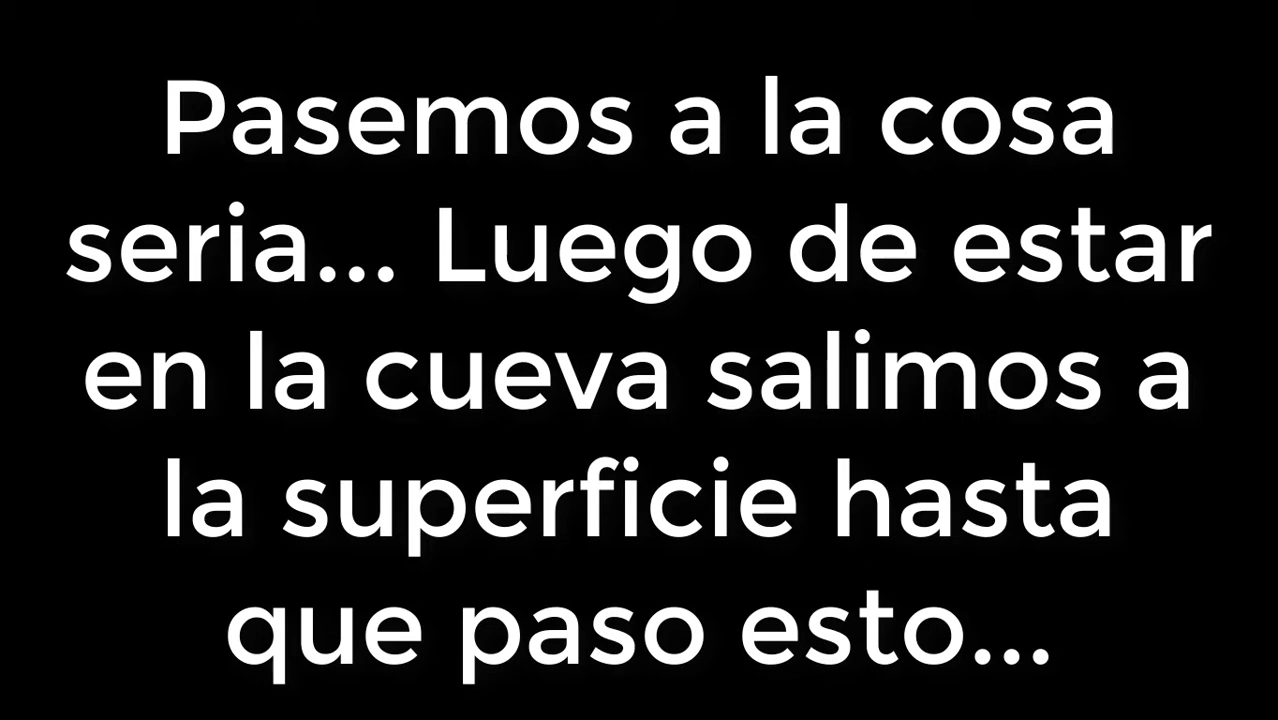 Pasemos a la cosa
seria... Luego de estar
en la cueva salimos a
la superficie hasta
que paso esto...